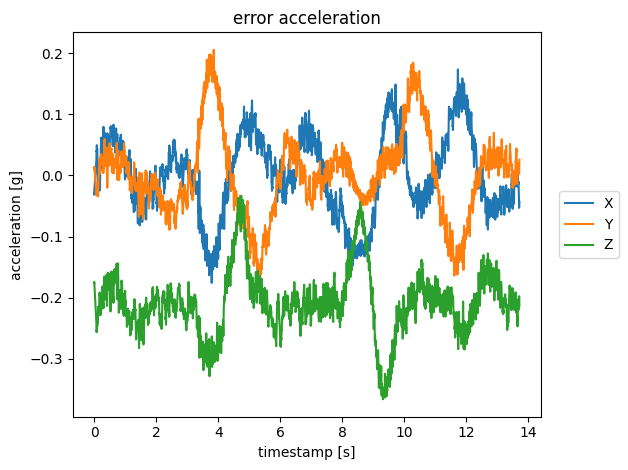 error acceleration
acceleration [g]
0.2
0.1
0.0
−0.1
−0.2
−0.3
0
2
4
6
8
10
12
14
timestamp [s]
X
Y
Z